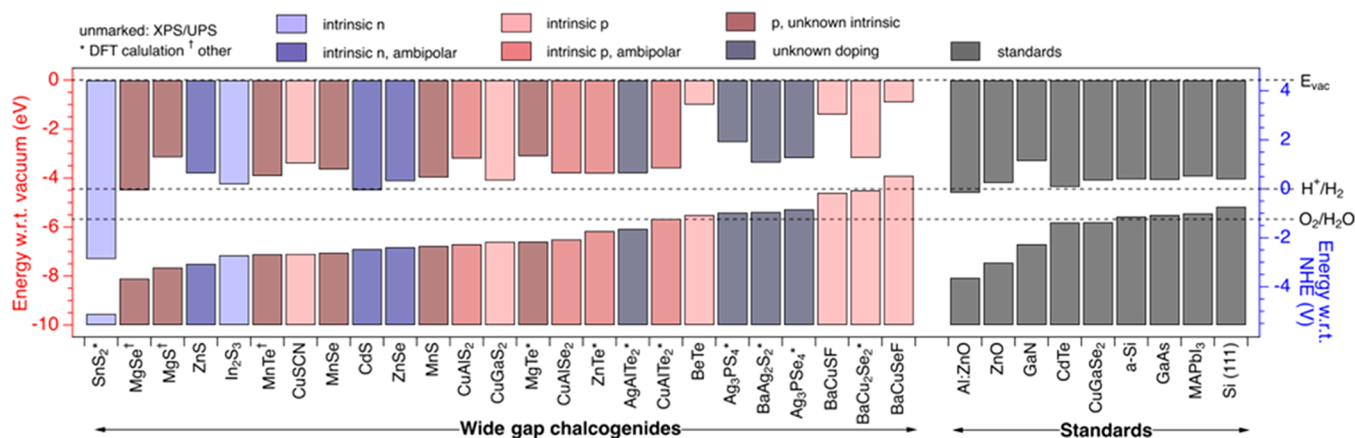 unmarked: XPS/UPS
* DFT calulation † other
intrinsic n
intrinsic n, ambipolar
intrinsic p
intrinsic p, ambipolar
p, unknown intrinsic
unknown doping
standards
Energy w.r.t. vacuum (eV)
0
-2
-4
-6
-8
-10
4
2
0
-2
-4
Energy w.r.t.
NHE (V)
Evac
H+/H2
O2/H2O
SnS2*
MgSe†
MgS†
ZnS
In2S3
MnTe†
CuSCN
MnSe
CdS
ZnSe
MnS
CuAlS2
CuGaS2
MgTe*
CuAlSe2
ZnTe*
AgAlTe2*
CuAlTe2*
BeTe
Ag3PS4*
BaAg2S2*
Ag3PSe4*
BaCuSF
BaCu2Se2*
BaCuSeF
Al:ZnO
ZnO
GaN
CdTe
CuGaSe2
a-Si
GaAs
MAPbI3
Si (111)
Wide gap chalcogenides
Standards